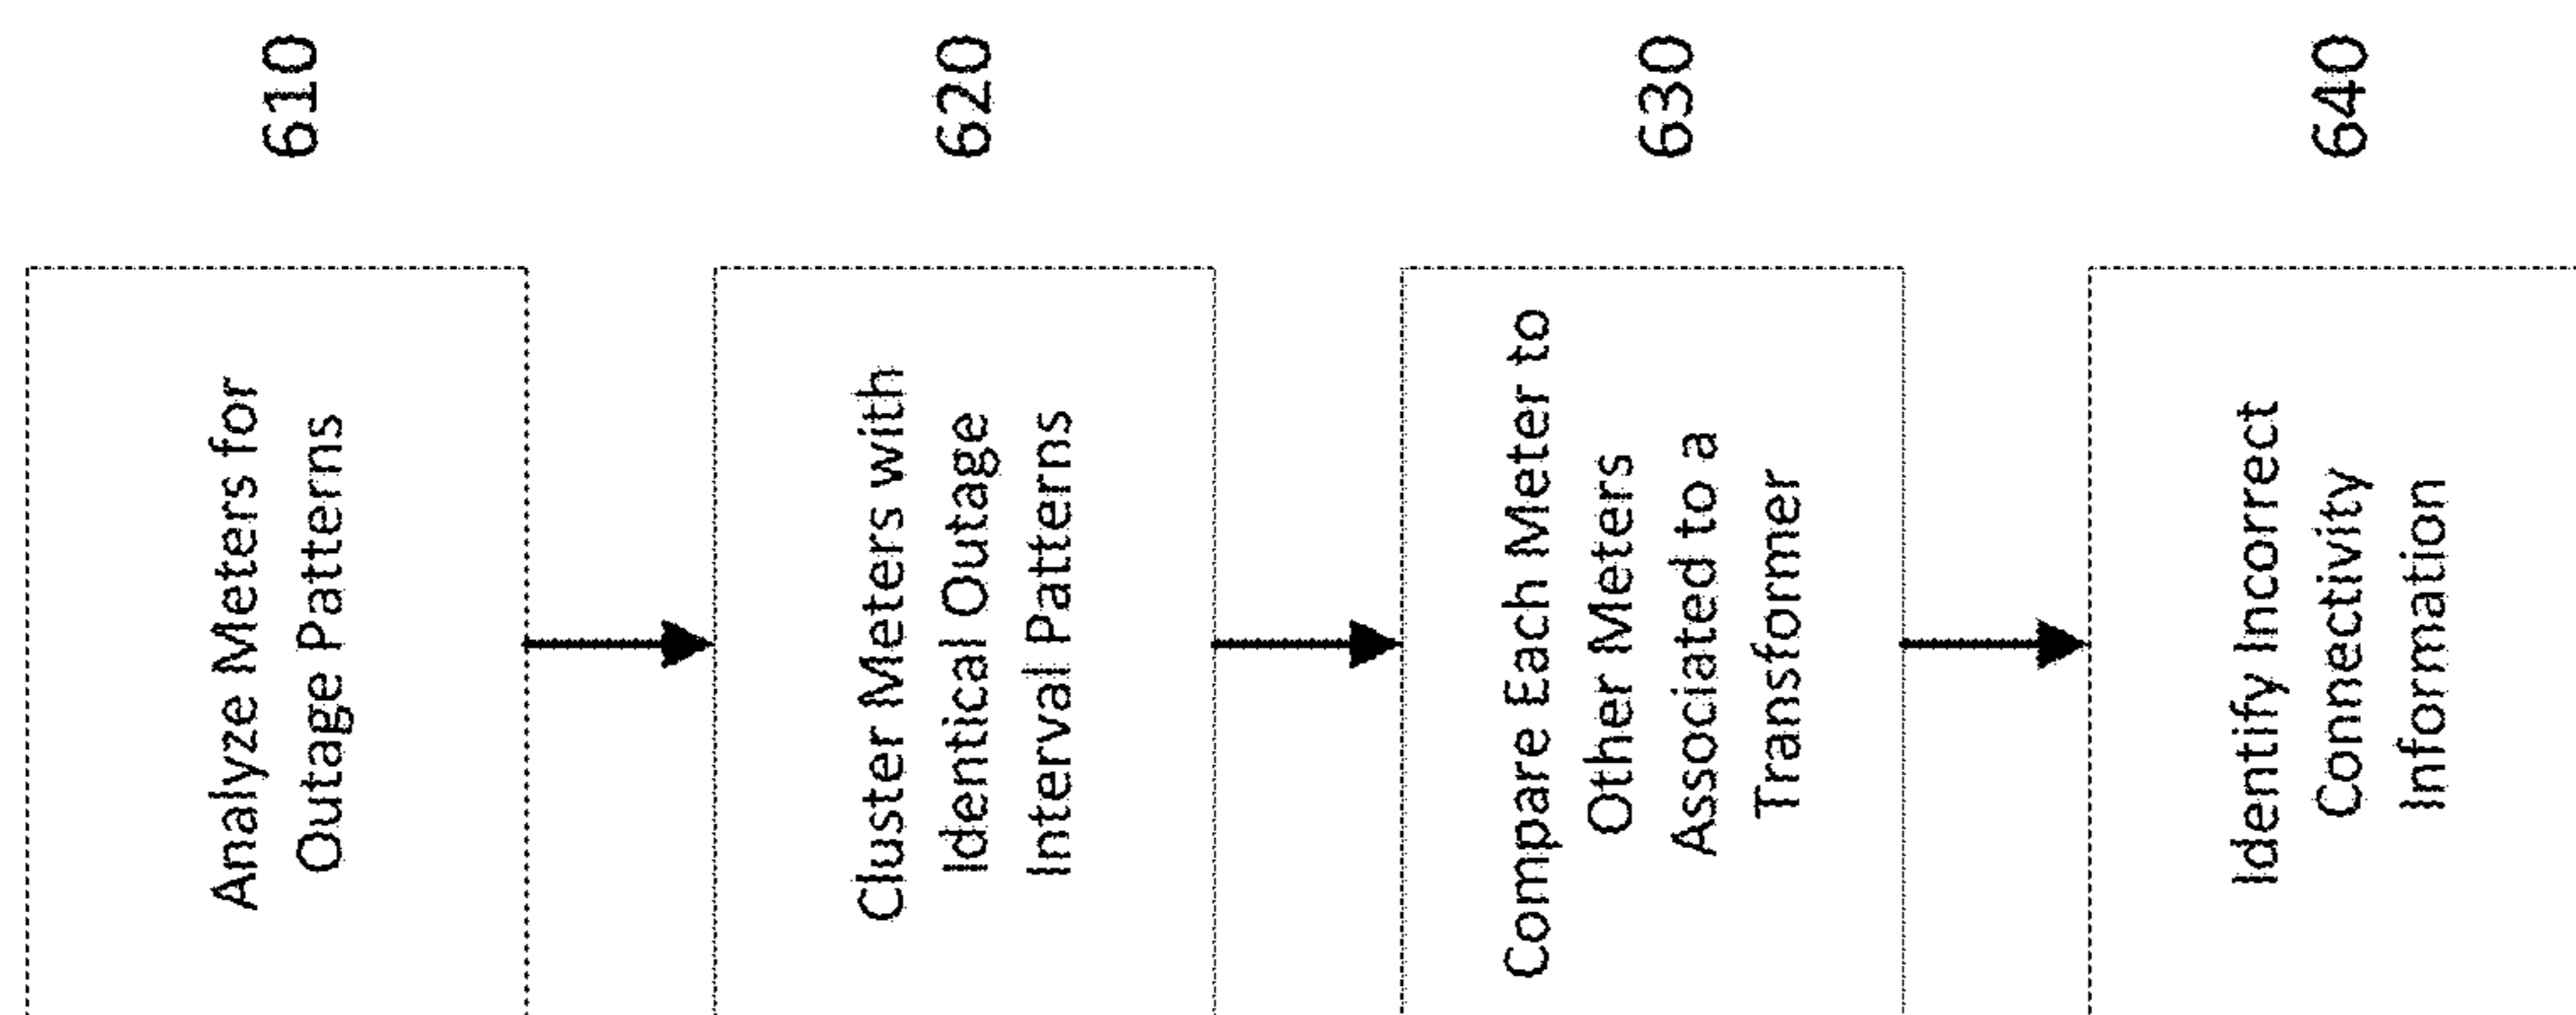 Analyze Meters for
Outage Patterns
610
Cluster Meters with
Identical Outage
Interval Patterns
620
Compare Each Meter to
Other Meters
Associated to a
Transformer
630
Identify Incorrect
Connectivity
Information
640